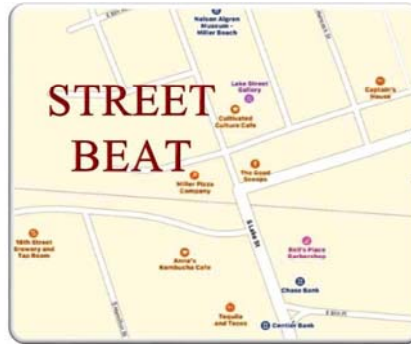 Nelson Algren
Museum -
Miller Beach
Lake Street
Gallery
Captain's
House
STREET
BEAT
Cultivated
Culture Cafe
The Good
Scoops
Miller Pizza
Company
18th Street
Brewery and
Tap Room
S Lake St
Rell's Place
Barbershop
Anna's
Kombucha Cafe
Chase Bank
Tequila
and Tacos
Centier Bank